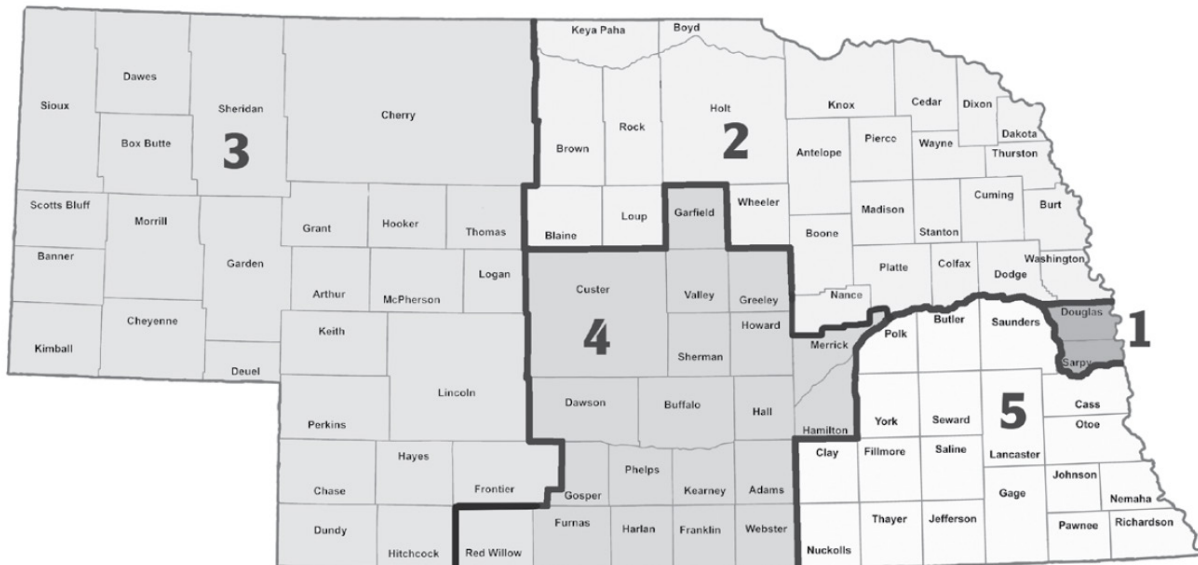 Keya Paha
Boyd
Sioux
Dawes
Sheridan
Cherry
Holt
Knox
Cedar
Dixon
Dakota
Box Butte
3
Brown
Rock
2
Antelope
Pierce
Wayne
Thurston
Scotts Bluff
Morrill
Grant
Hooker
Thomas
Blaine
Loup
Garfield
Wheeler
Boone
Madison
Stanton
Cuming
Burt
Banner
Garden
Arthur
McPherson
Logan
Custer
Valley
Greeley
Nance
Platte
Colfax
Dodge
Washington
Kimball
Cheyenne
Deuel
Keith
Lincoln
4
Sherman
Howard
Merrick
Polk
Butler
Saunders
Douglas
Sarpy
1
Perkins
Dawson
Buffalo
Hall
Hamilton
York
Seward
5
Lancaster
Cass
Otoe
Chase
Hayes
Frontier
Gosper
Phelps
Kearney
Adams
Clay
Fillmore
Saline
Gage
Johnson
Nemaha
Dundy
Hitchcock
Red Willow
Furnas
Harlan
Franklin
Webster
Nuckolls
Thayer
Jefferson
Pawnee
Richardson